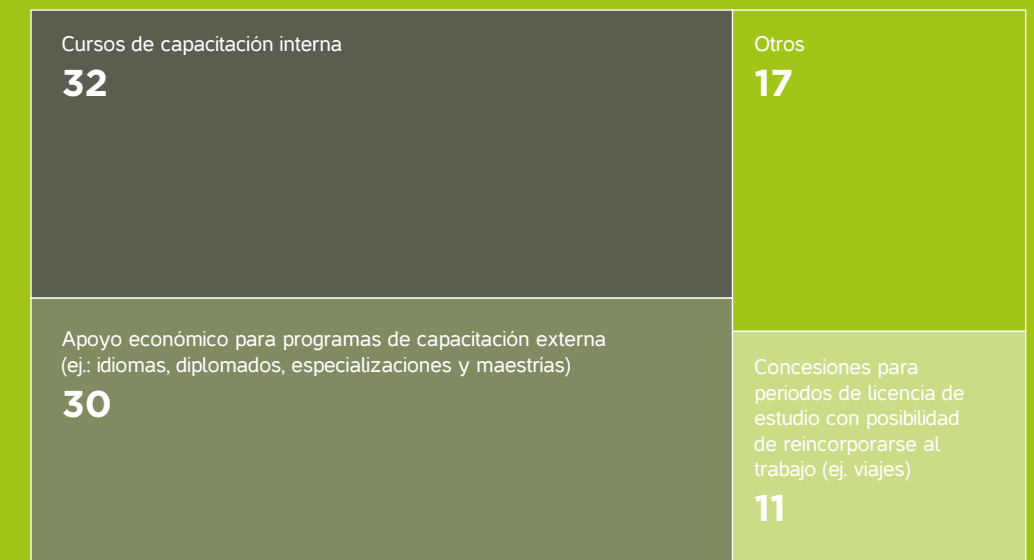 Cursos de capacitación interna
32
Otros
17
Apoyo económico para programas de capacitación externa
(ej.: idiomas, diplomados, especializaciones y maestrías)
30
Concesiones para
periodos de licencia de
estudio con posibilidad
de reincorporarse al
trabajo (ej. viajes)
11